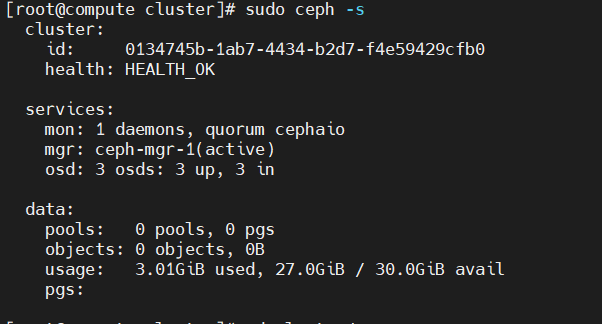 [root@compute cluster]# sudo ceph -s
cluster:
id: 0134745b-1ab7-4434-b2d7-f4e59429cfb0
health: HEALTH_OK
services:
mon: 1 daemons, quorum cephaio
mgr: ceph-mgr-1(active)
osd: 3 osds: 3 up, 3 in
data:
pools: 0 pools, 0 pgs
objects: 0 objects, 0B
usage: 3.01GiB used, 27.0GiB / 30.0GiB avail
pgs: